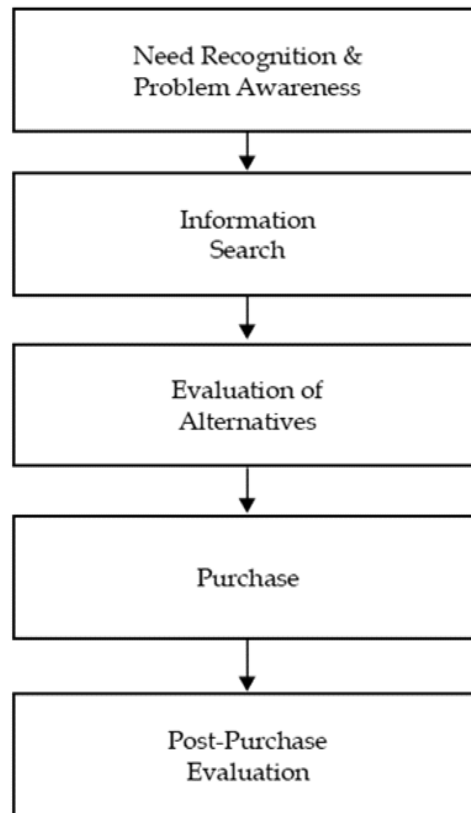 Need Recognition &
Problem Awareness
Information
Search
Evaluation of
Alternatives
Purchase
Post-Purchase
Evaluation